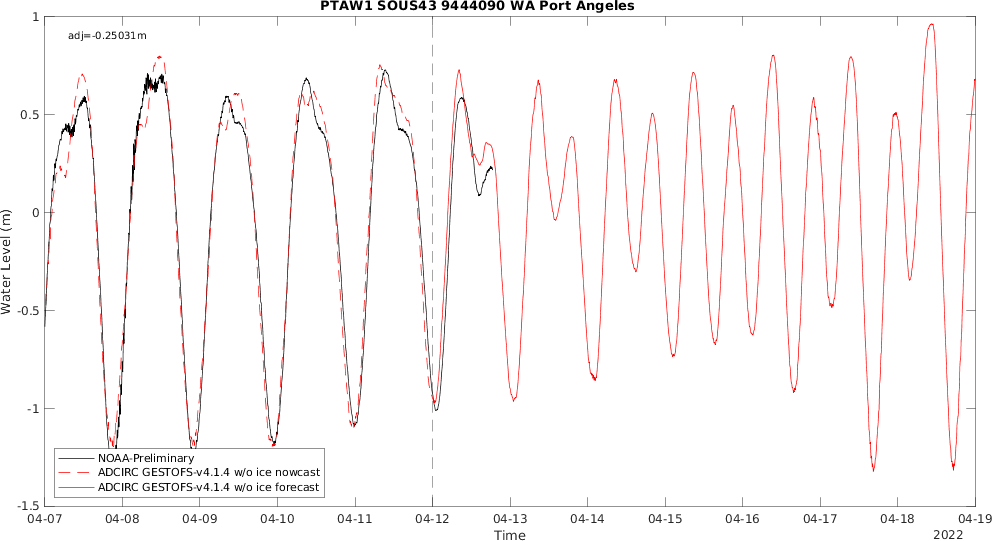 PTAW1 SOUS43 9444090 WA Port Angeles
adj=-0.25031m
1
0.5
0
-0.5
-1
-1.5
Water Level (m)
NOAA-Preliminary
ADCIRC GESTOFS-v4.1.4 w/o ice nowcast
ADCIRC GESTOFS-v4.1.4 w/o ice forecast
04-07 04-08 04-09 04-10 04-11 04-12 04-13 04-14 04-15 04-16 04-17 04-18 04-19
Time
2022